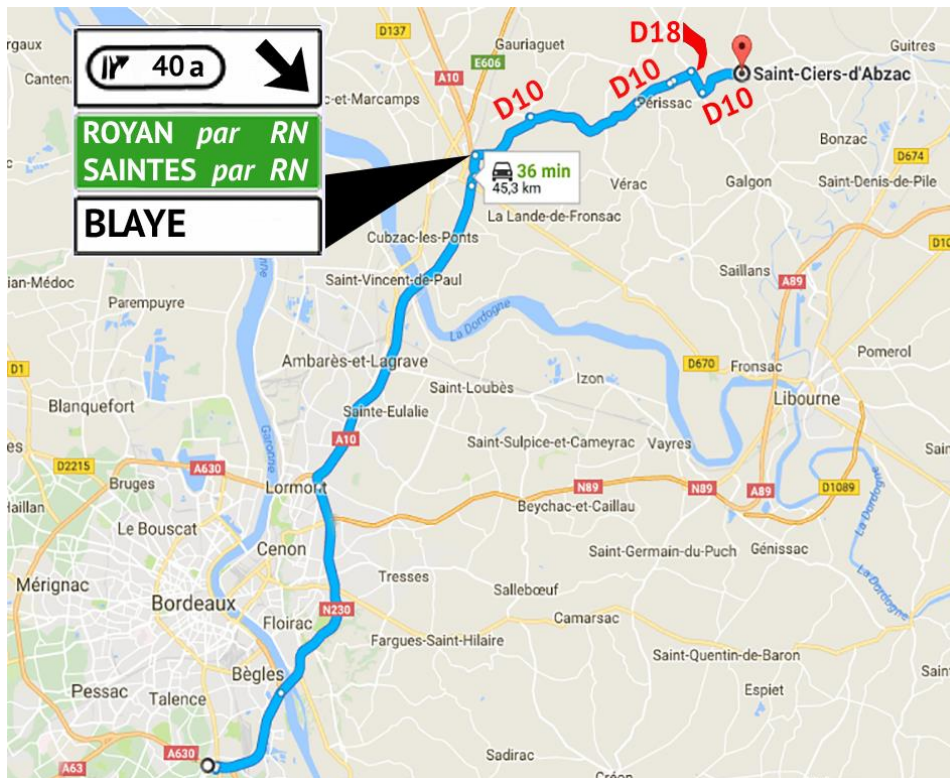 40 a
ROYAN par RN
SAINTES par RN
BLAYE
D137
Gauriaguet
E606
A10
D18
Guitres
Saint-Ciers-d'Abzac
D10
D10
D10
Périssac
c-et-Marcamps
Bonzac
D674
36 min
45,3 km
Vérac
Galgon
Saint-Denis-de-Pile
La Lande-de-Fronsac
Cubzac-les-Ponts
Saint-Vincent-de-Paul
Saillans
A89
Parempuyre
La Dordogne
Ambarès-et-Lagrave
D670
Fronsac
Pomerol
D1
Saint-Loubès
Izon
Blanquefort
Libourne
Sainte-Eulalie
Garonne
A10
Saint-Sulpice-et-Cameyrac
Vayres
D2215
A630
Bruges
Lormont
N89
N89
A89
D1089
Le Bouscat
Beychac-et-Caillau
Cenon
Saint-Germain-du-Puch
Génissac
La Dordogne
Mérignac
Tresses
Salleboeuf
Bordeaux
N230
Camarsac
Floirac
Fargues-Saint-Hilaire
Saint-Quentin-de-Baron
Bègles
Pessac
Talence
Espiet
A630
A63
Sadirac